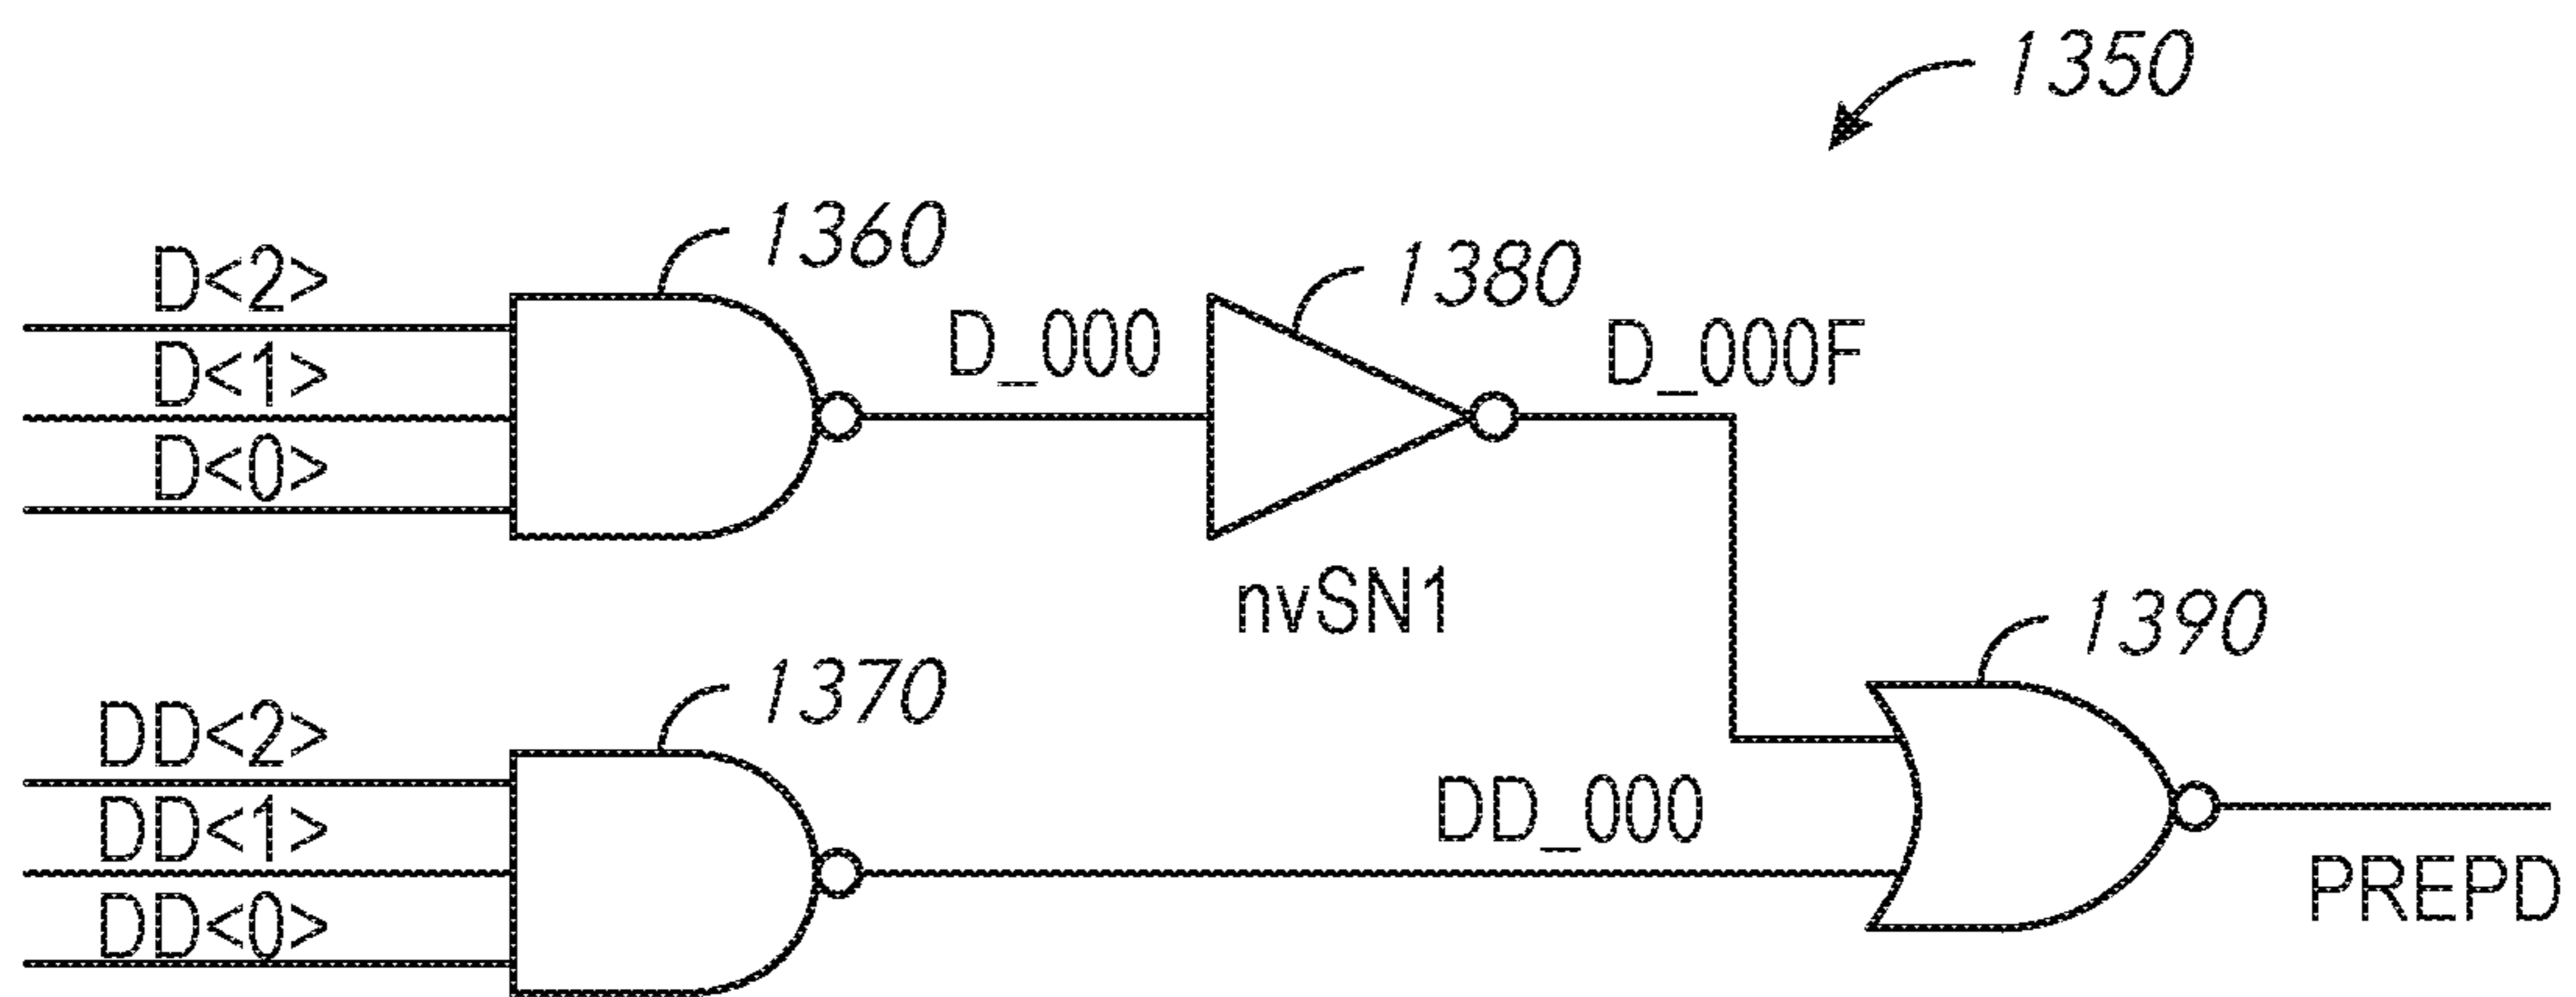 1350
1360
D<2>
1380
D_000
D_000F
D<1>
D<0>
nvSN1
1390
1370
DD<2>
DD_000
DD<1>
PREPD
DD<0>